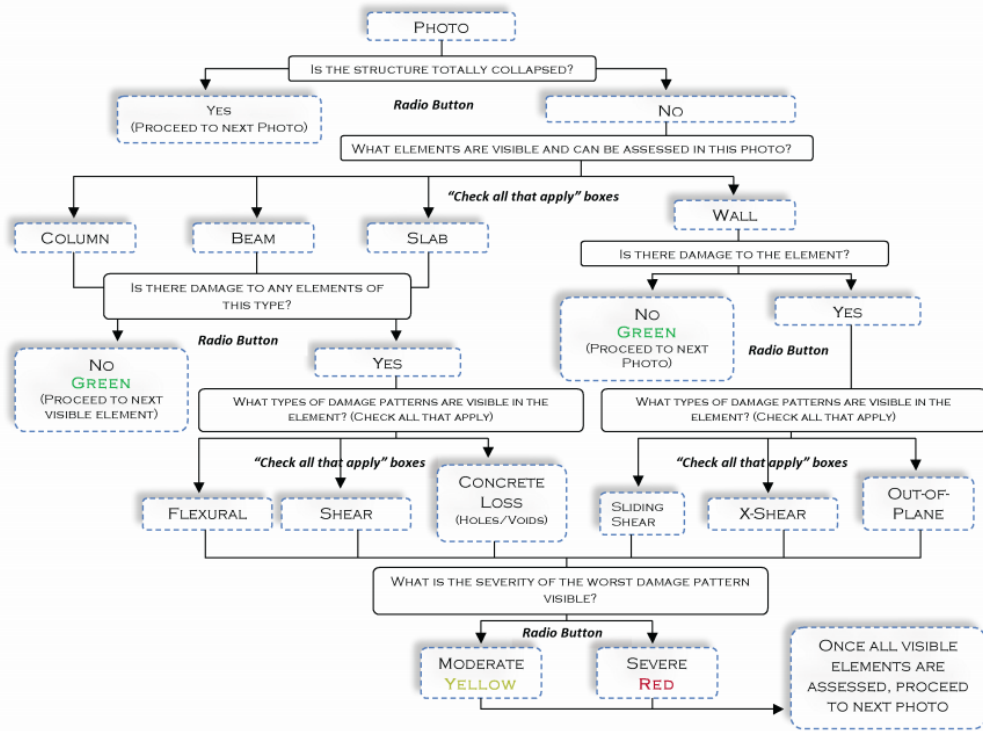 PHOTO
IS THE STRUCTURE TOTALLY COLLAPSED?
Radio Button
YES
(PROCEED TO NEXT PHOTO)
NO
WHAT ELEMENTS ARE VISIBLE AND CAN BE ASSESSED IN THIS PHOTO?
"Check all that apply" boxes
COLUMN
BEAM
SLAB
WALL
IS THERE DAMAGE TO ANY ELEMENTS OF
THIS TYPE?
IS THERE DAMAGE TO THE ELEMENT?
Radio Button
NO
GREEN
(PROCEED TO NEXT
VISIBLE ELEMENT)
YES
NO
GREEN
(PROCEED TO NEXT
PHOTO)
Radio Button
YES
WHAT TYPES OF DAMAGE PATTERNS ARE VISIBLE IN THE
ELEMENT? (CHECK ALL THAT APPLY)
WHAT TYPES OF DAMAGE PATTERNS ARE VISIBLE IN THE
ELEMENT? (CHECK ALL THAT APPLY)
"Check all that apply" boxes
"Check all that apply" boxes
FLEXURAL
SHEAR
CONCRETE
LOSS
(HOLES/VOIDS)
SLIDING
SHEAR
X-SHEAR
OUT-OF-
PLANE
WHAT IS THE SEVERITY OF THE WORST DAMAGE PATTERN
VISIBLE?
Radio Button
MODERATE
YELLOW
SEVERE
RED
ONCE ALL VISIBLE
ELEMENTS ARE
ASSESSED, PROCEED
TO NEXT PHOTO